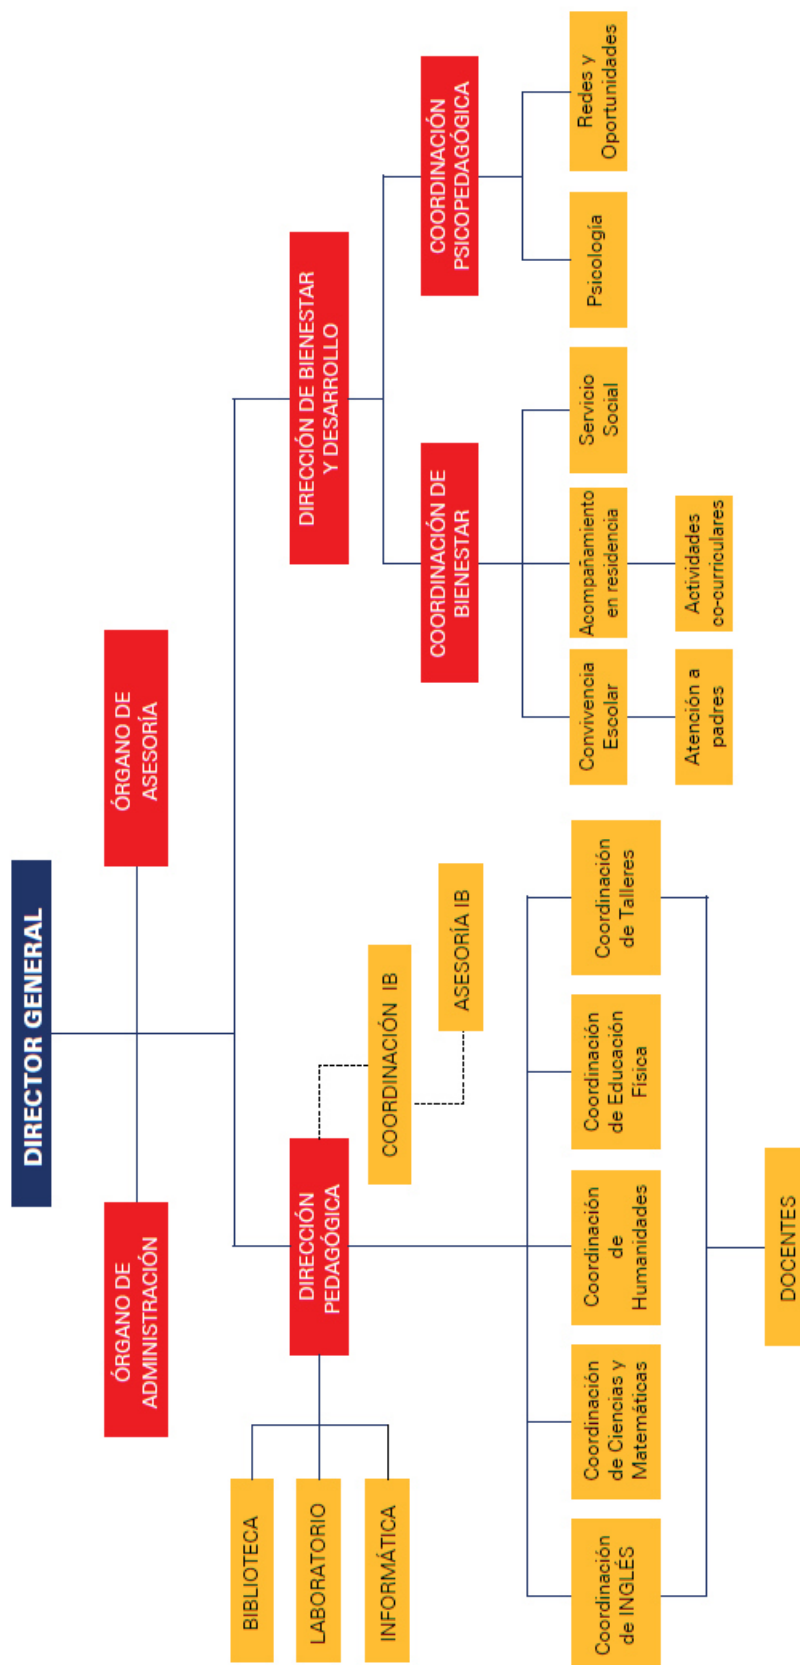 DIRECTOR GENERAL
ÓRGANO DE
ADMINISTRACIÓN
ÓRGANO DE
ASESORÍA
BIBLIOTECA
LABORATORIO
INFORMÁTICA
DIRECCIÓN
PEDAGÓGICA
DIRECCIÓN DE BIENESTAR
Y DESARROLLO
COORDINACIÓN IB
ASESORÍA IB
COORDINACIÓN DE
BIENESTAR
COORDINACIÓN
PSICOPEDAGÓGICA
Coordinación
de INGLÉS
Coordinación
de Ciencias y
Matemáticas
Coordinación
de
Humanidades
Coordinación
de Educación
Física
Coordinación
de Talleres
Convivencia
Escolar
Acompañamiento
en residencia
Servicio
Social
Psicología
Redes y
Oportunidades
Atención a
padres
Actividades
co-curriculares
DOCENTES